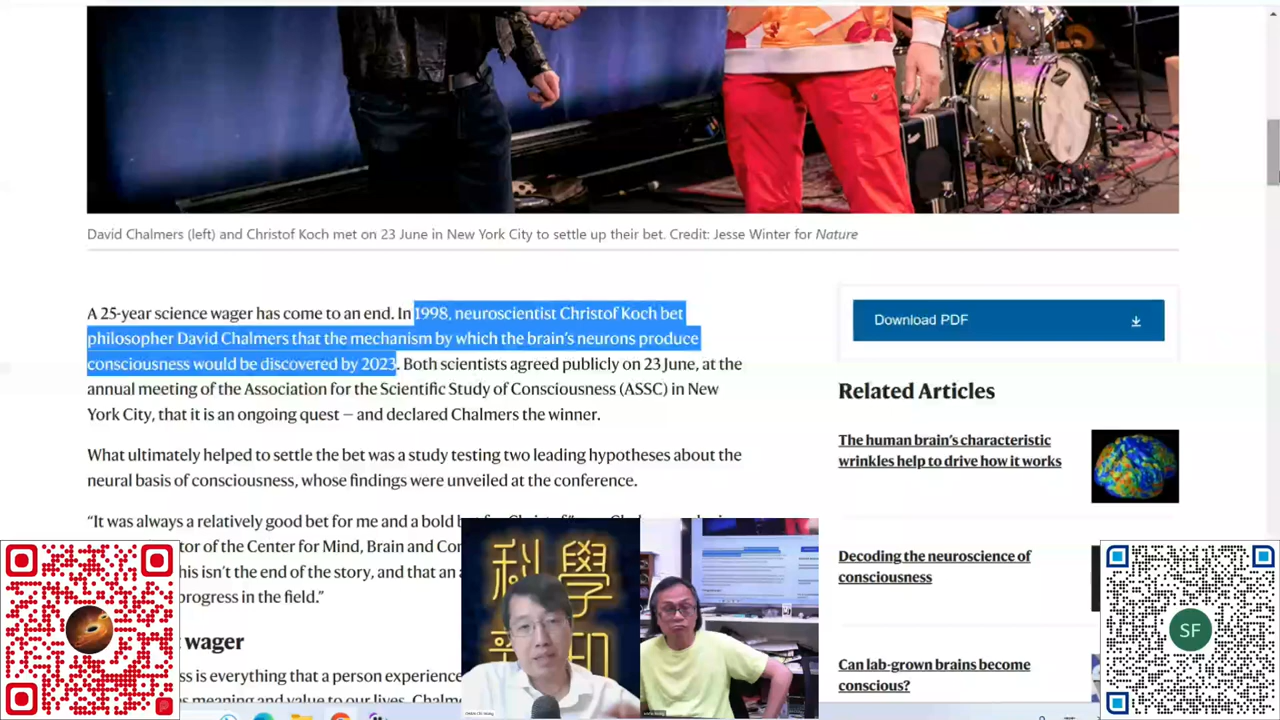 David Chalmers (left) and Christof Koch met on 23 June in New York City to settle up their bet. Credit: Jesse Winter for Nature
A 25-year science wager has come to an end. In 1998, neuroscientist Christof Koch bet
philosopher David Chalmers that the mechanism by which the brain's neurons produce
consciousness would be discovered by 2023. Both scientists agreed publicly on 23 June, at the
annual meeting of the Association for the Scientific Study of Consciousness (ASSC) in New
York City, that it is an ongoing quest — and declared Chalmers the winner.
What ultimately helped to settle the bet was a study testing two leading hypotheses about the
neural basis of consciousness, whose findings were unveiled at the conference.
“It was always a relatively good bet for me and a bold b
tor of the Center for Mind, Brain and Con
his isn't the end of the story, and that an a
progress in the field.”
wager
ss is everything that a person experience
Download PDF
Related Articles
The human brain's characteristic
wrinkles help to drive how it works
Decoding the neuroscience of
consciousness
Can lab-grown brains become
conscious?
科學
SF